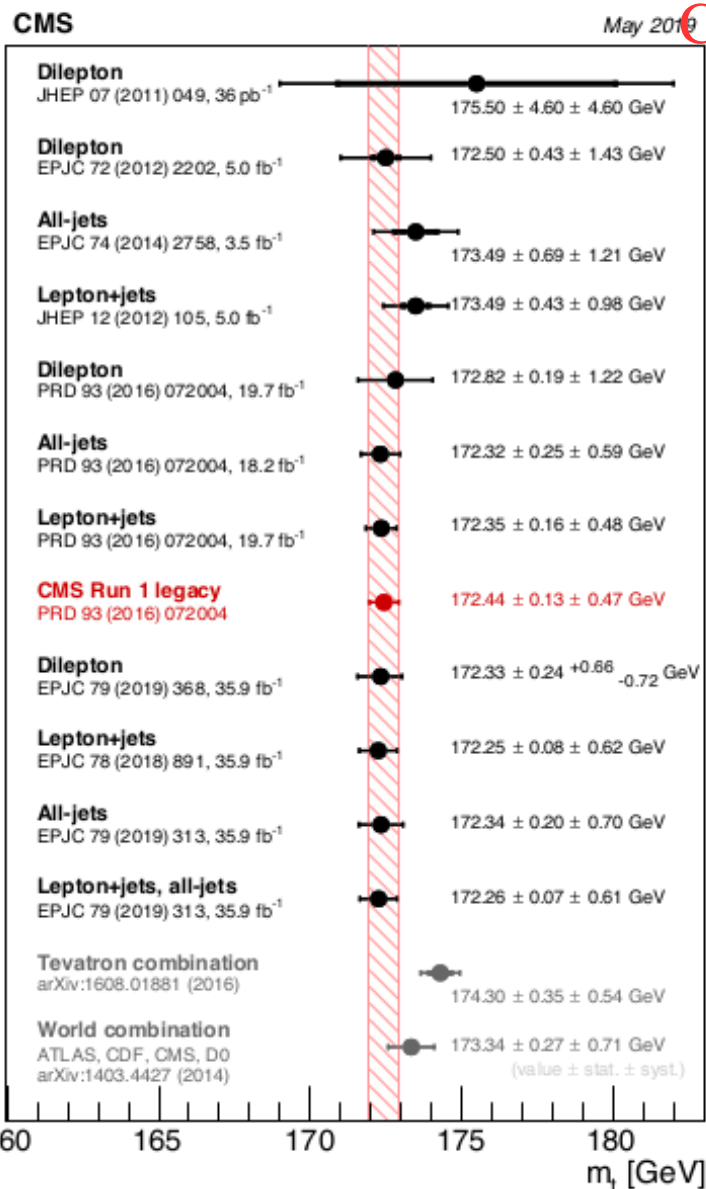 CMS
May 2019
Dilepton
JHEP 07 (2011) 049, 36 pb⁻¹
175.50 ± 4.60 ± 4.60 GeV
Dilepton
EPJC 72 (2012) 2202, 5.0 fb⁻¹
172.50 ± 0.43 ± 1.43 GeV
All-jets
EPJC 74 (2014) 2758, 3.5 fb⁻¹
173.49 ± 0.69 ± 1.21 GeV
Lepton+jets
JHEP 12 (2012) 105, 5.0 fb⁻¹
173.49 ± 0.43 ± 0.98 GeV
Dilepton
PRD 93 (2016) 072004, 19.7 fb⁻¹
172.82 ± 0.19 ± 1.22 GeV
All-jets
PRD 93 (2016) 072004, 18.2 fb⁻¹
172.32 ± 0.25 ± 0.59 GeV
Lepton+jets
PRD 93 (2016) 072004, 19.7 fb⁻¹
172.35 ± 0.16 ± 0.48 GeV
CMS Run 1 legacy
PRD 93 (2016) 072004
172.44 ± 0.13 ± 0.47 GeV
Dilepton
EPJC 79 (2019) 368, 35.9 fb⁻¹
172.33 ± 0.24 +0.66 -0.72 GeV
Lepton+jets
EPJC 78 (2018) 891, 35.9 fb⁻¹
172.25 ± 0.08 ± 0.62 GeV
All-jets
EPJC 79 (2019) 313, 35.9 fb⁻¹
172.34 ± 0.20 ± 0.70 GeV
Lepton+jets, all-jets
EPJC 79 (2019) 313, 35.9 fb⁻¹
172.26 ± 0.07 ± 0.61 GeV
Tevatron combination
arXiv:1608.01881 (2016)
174.30 ± 0.35 ± 0.54 GeV
World combination
ATLAS, CDF, CMS, D0
arXiv:1403.4427 (2014)
173.34 ± 0.27 ± 0.71 GeV
(value ± stat. ± syst.)
60 165 170 175 180
mₜ [GeV]